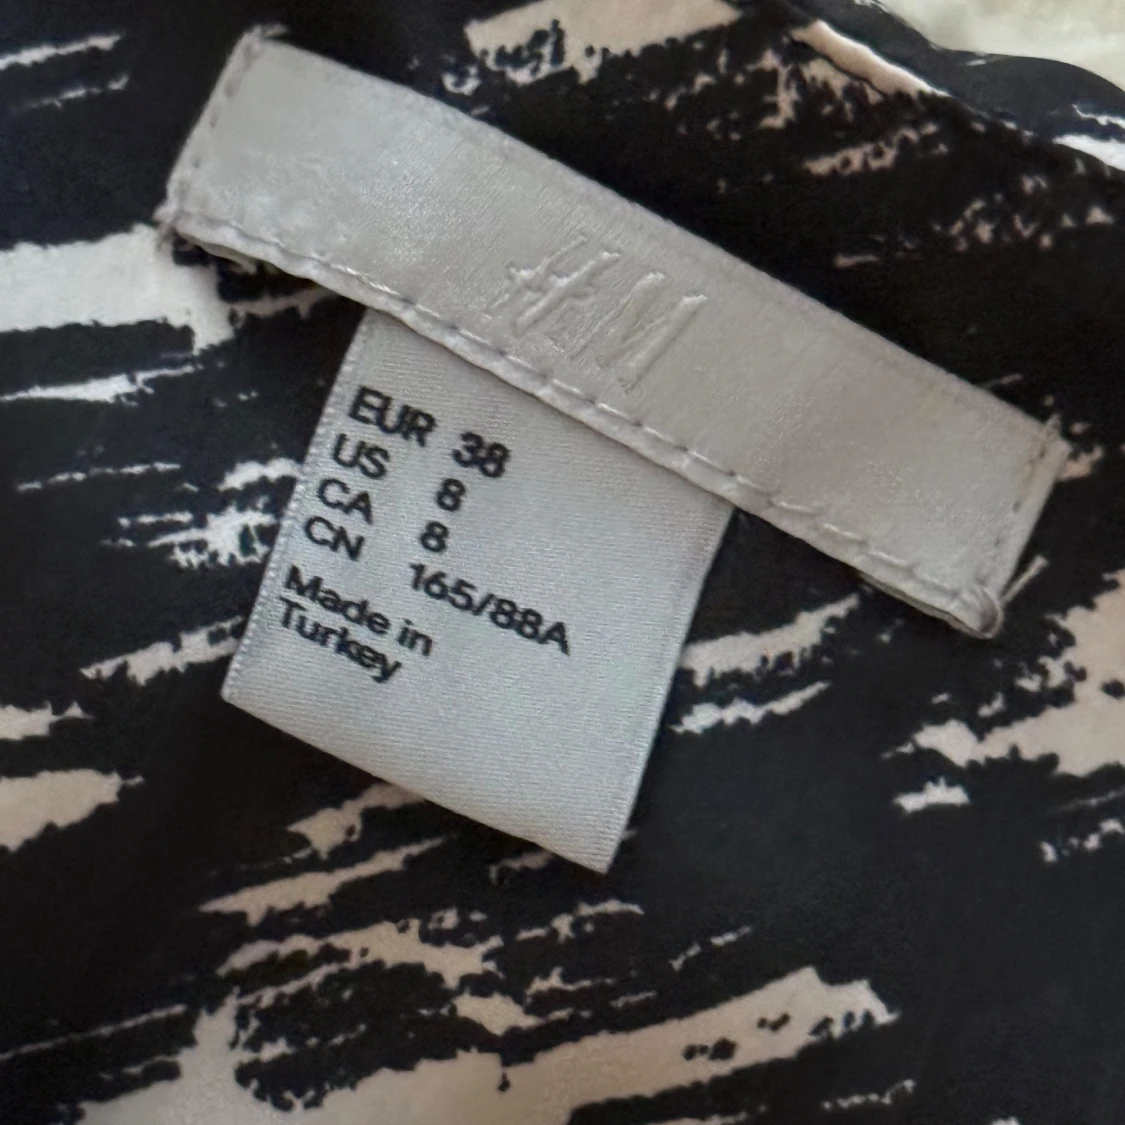 H&M
EUR 38
US 8
CA 8
CN 165/88A
Made in
Turkey